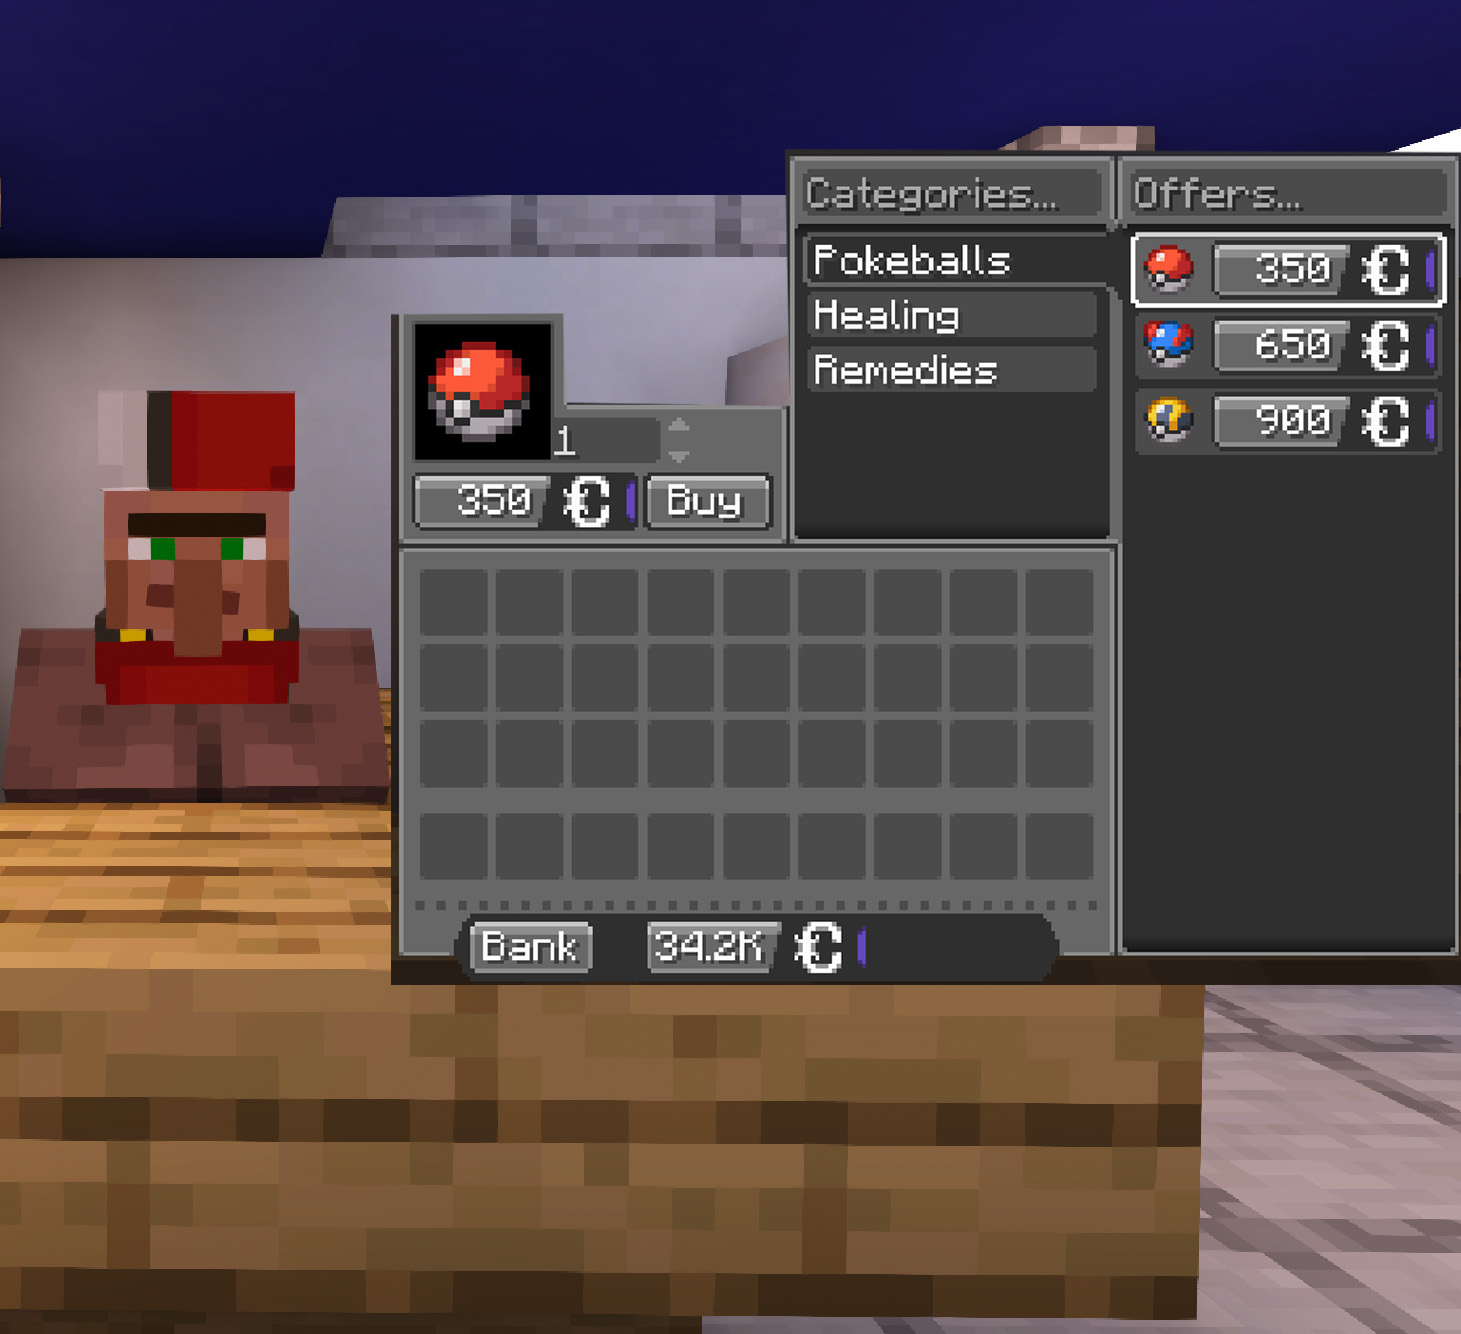 Categories...
Offers...
Pokeballs
Healing
Remedies
350 €
650 €
900 €
1
350 €
Buy
Bank
34.2K €